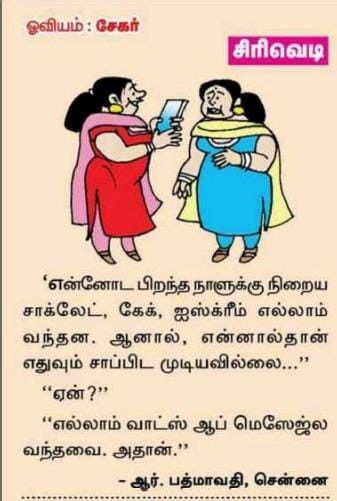 ஓவியம் : சேகர்
சிரிவெடி
‘என்னோட பிறந்த நாளுக்கு நிறைய
சாக்லேட், கேக், ஐஸ்க்ரீம் எல்லாம்
வந்தன. ஆனால், என்னால்தான்
எதுவும் சாப்பிட முடியவில்லை...’’
‘‘ஏன்?’’
‘‘எல்லாம் வாட்ஸ் ஆப் மெஸேஜ்ல
வந்தவை. அதான்.’’
– ஆர். பத்மாவதி, சென்னை